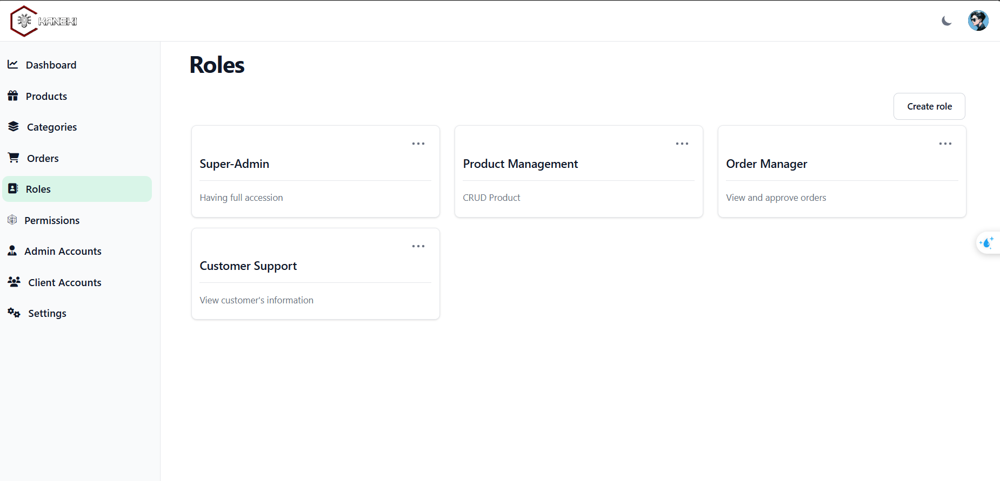 KANEKI
Dashboard
Products
Categories
Orders
Roles
Permissions
Admin Accounts
Client Accounts
Settings
Roles
Create role
Super-Admin
Having full accession
Product Management
CRUD Product
Order Manager
View and approve orders
Customer Support
View customer's information